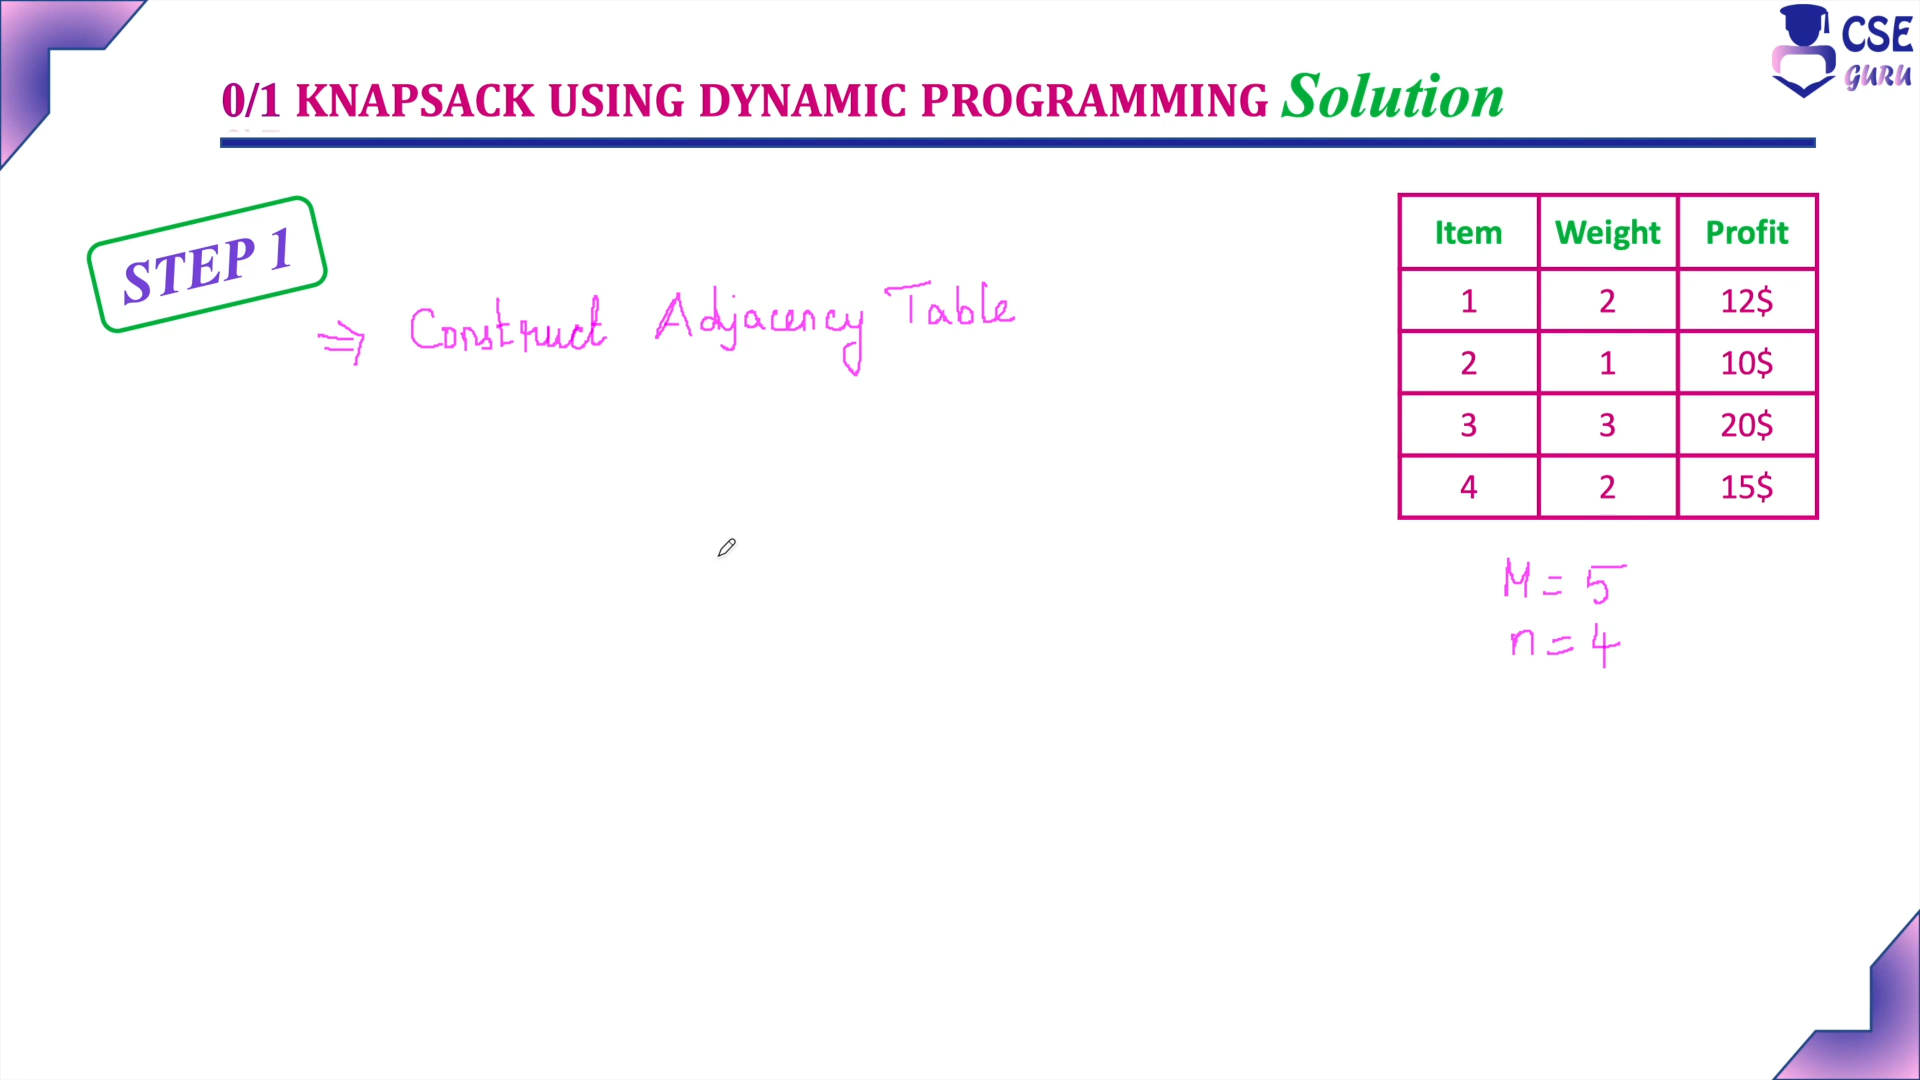 CSE
GURU
0/1 KNAPSACK USING DYNAMIC PROGRAMMING Solution
STEP 1
⇒ Construct Adjacency Table
Item Weight Profit
1 2 12$
2 1 10$
3 3 20$
4 2 15$
M = 5
n = 4